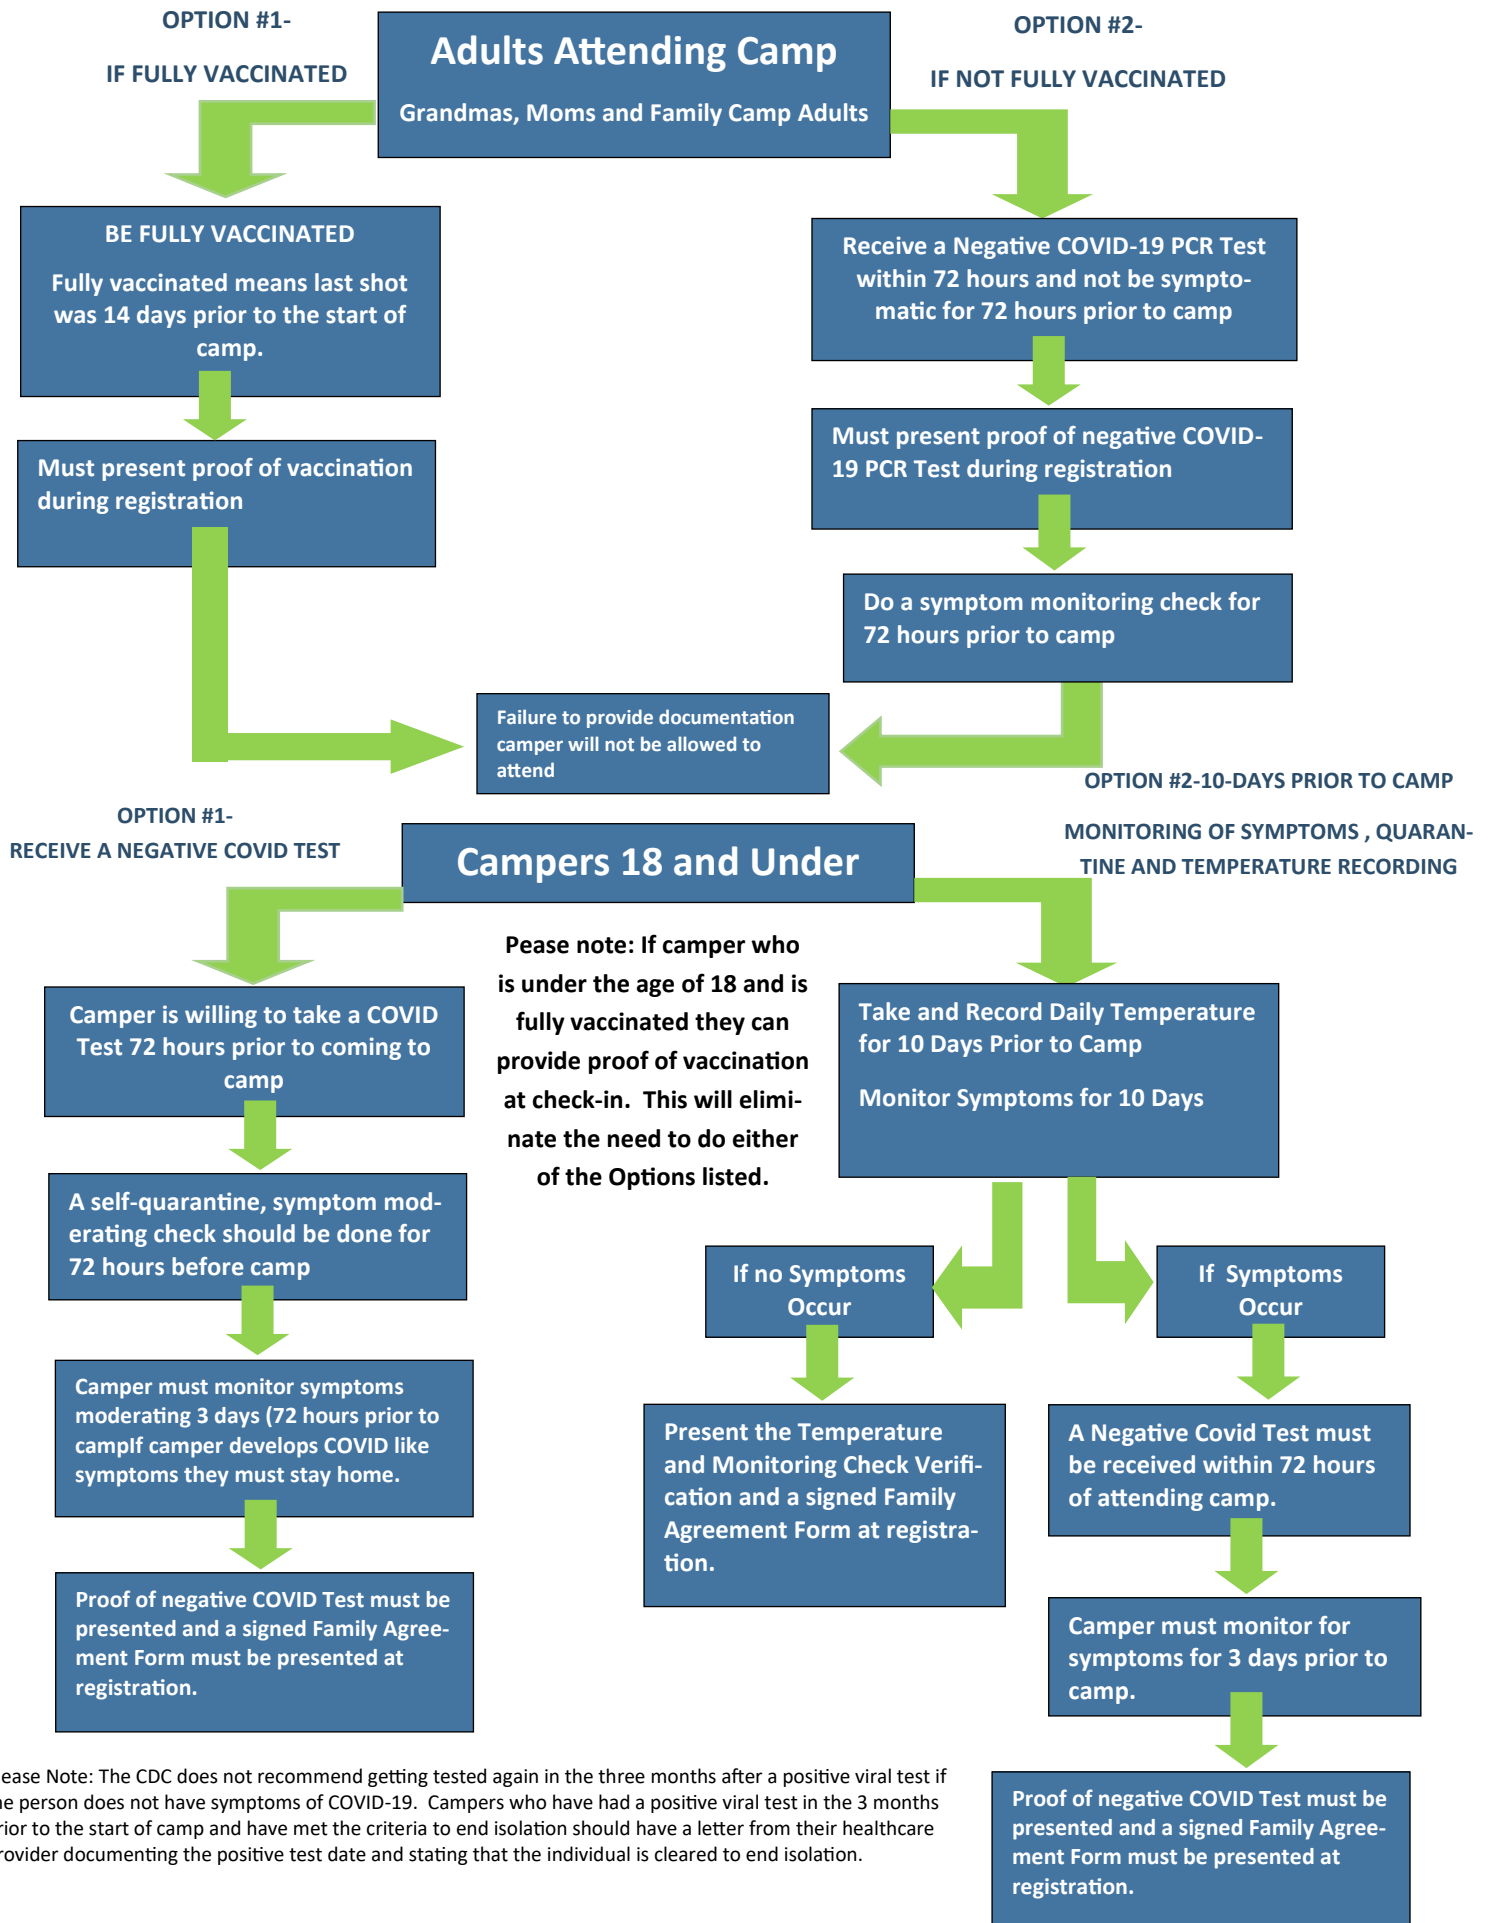 OPTION #1-
IF FULLY VACCINATED
Adults Attending Camp
Grandmas, Moms and Family Camp Adults
OPTION #2-
IF NOT FULLY VACCINATED
BE FULLY VACCINATED
Fully vaccinated means last shot
was 14 days prior to the start of
camp.
Must present proof of vaccination
during registration
Receive a Negative COVID-19 PCR Test
within 72 hours and not be sympto-
matic for 72 hours prior to camp
Must present proof of negative COVID-
19 PCR Test during registration
Do a symptom monitoring check for
72 hours prior to camp
Failure to provide documentation
camper will not be allowed to
attend
OPTION #1-
RECEIVE A NEGATIVE COVID TEST
Campers 18 and Under
OPTION #2-10-DAYS PRIOR TO CAMP
MONITORING OF SYMPTOMS , QUARAN-
TINE AND TEMPERATURE RECORDING
Pease note: If camper who
is under the age of 18 and is
fully vaccinated they can
provide proof of vaccination
at check-in.  This will elimi-
nate the need to do either
of the Options listed.
Camper is willing to take a COVID
Test 72 hours prior to coming to
camp
A self-quarantine, symptom mod-
erating check should be done for
72 hours before camp
Camper must monitor symptoms
moderating 3 days (72 hours prior to
campIf camper develops COVID like
symptoms they must stay home.
Proof of negative COVID Test must be
presented and a signed Family Agree-
ment Form must be presented at
registration.
Take and Record Daily Temperature
for 10 Days Prior to Camp
Monitor Symptoms for 10 Days
If no Symptoms
Occur
Present the Temperature
and Monitoring Check Verifi-
cation and a signed Family
Agreement Form at registra-
tion.
If  Symptoms
Occur
A Negative Covid Test must
be received within 72 hours
of attending camp.
Camper must monitor for
symptoms for 3 days prior to
camp.
Proof of negative COVID Test must be
presented and a signed Family Agree-
ment Form must be presented at
registration.
lease Note: The CDC does not recommend getting tested again in the three months after a positive viral test if
he person does not have symptoms of COVID-19.  Campers who have had a positive viral test in the 3 months
rior to the start of camp and have met the criteria to end isolation should have a letter from their healthcare
rovider documenting the positive test date and stating that the individual is cleared to end isolation.